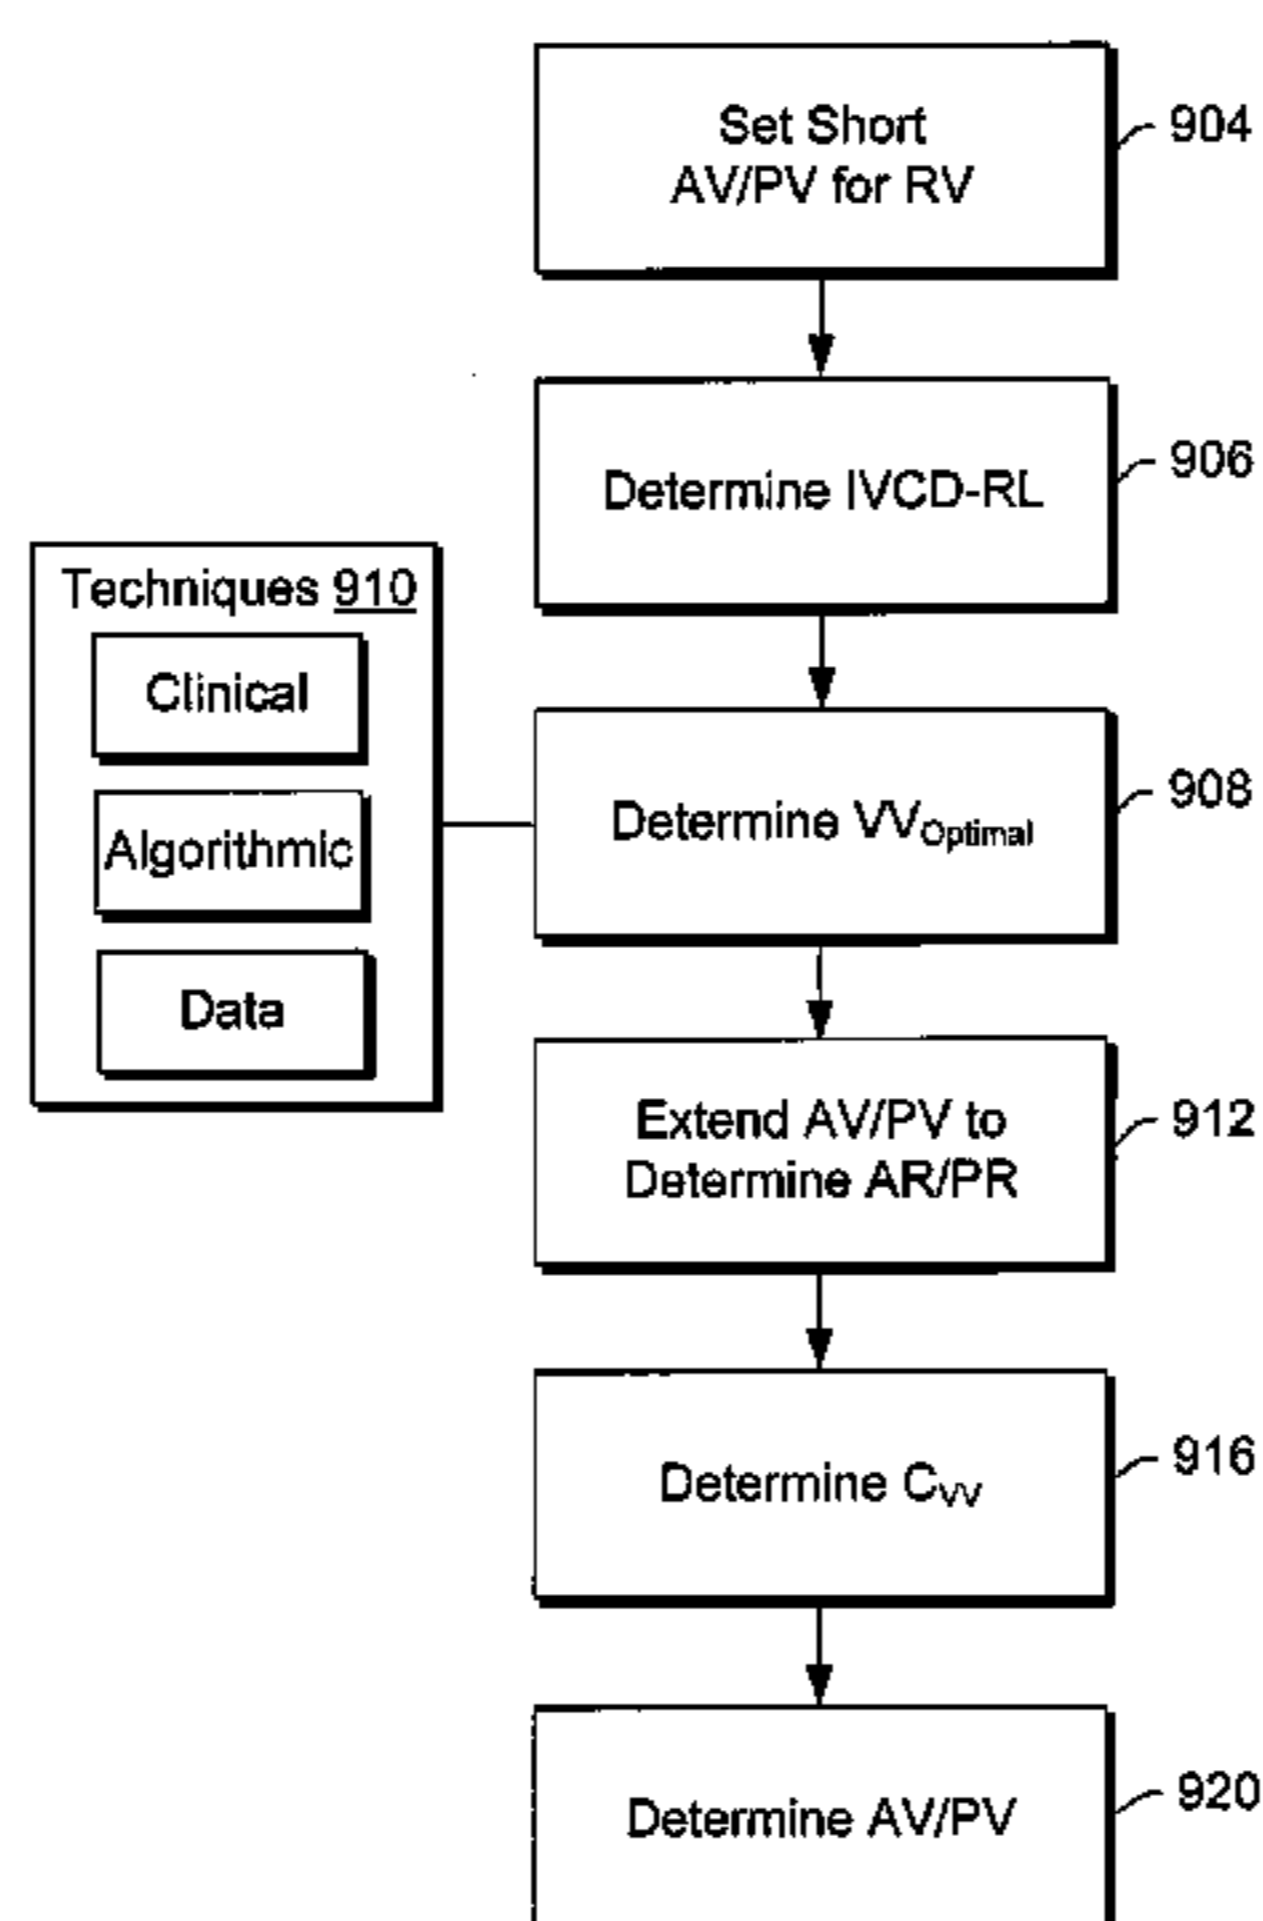 Set Short
AV/PV for RV
904
Determine IVCD-RL
906
Techniques 910
Clinical
Algorithmic
Data
Determine VVOptimal
908
Extend AV/PV to
Determine AR/PR
912
Determine CVV
916
Determine AV/PV
920